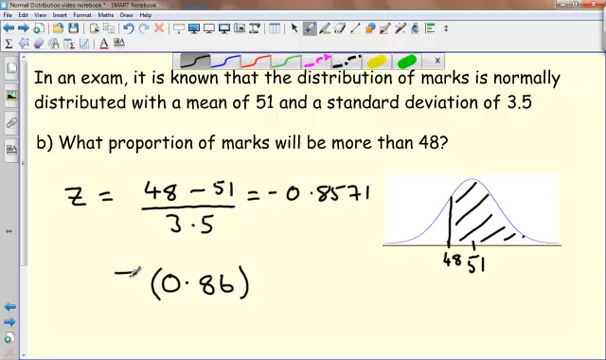 Normal Distribution video notebook * - SMART Notebook
File Edit View Insert Format Tools Draw Window Help
x
In an exam, it is known that the distribution of marks is normally
distributed with a mean of 51 and a standard deviation of 3.5
b) What proportion of marks will be more than 48?
Z = 48 - 51 = - 0.8571
3.5
48 51
(0.86)